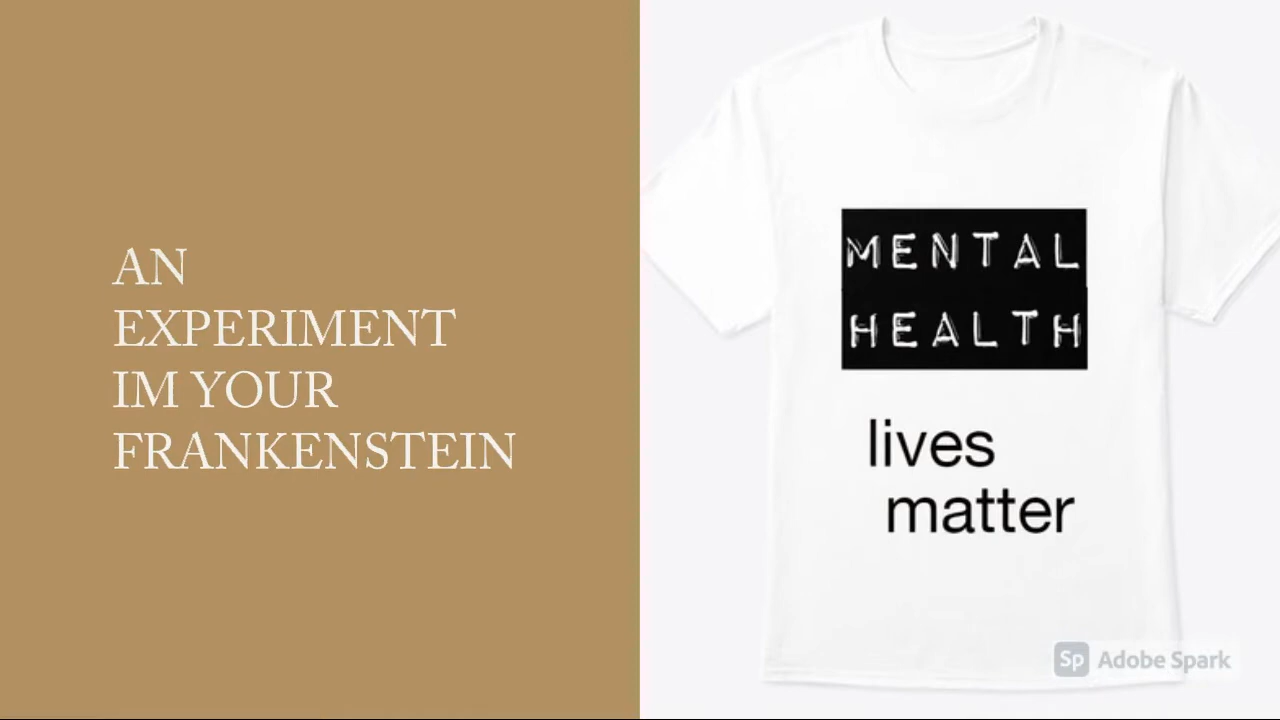 AN
EXPERIMENT
IM YOUR
FRANKENSTEIN
MENTAL
HEALTH
lives
matter
Sp Adobe Spark